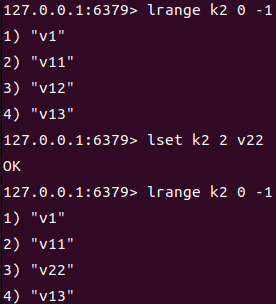 127.0.0.1:6379> lrange k2 0 -1
1) "v1"
2) "v11"
3) "v12"
4) "v13"
127.0.0.1:6379> lset k2 2 v22
OK
127.0.0.1:6379> lrange k2 0 -1
1) "v1"
2) "v11"
3) "v22"
4) "v13"